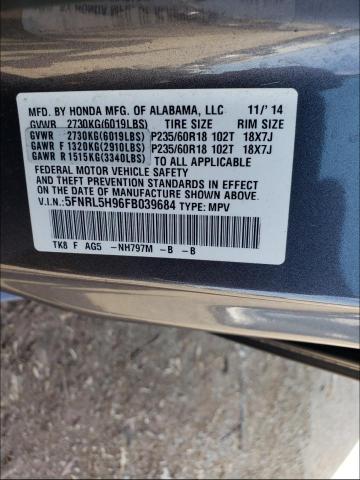 MFD. BY HONDA MFG. OF ALABAMA, LLC 11/'14
GVWR 2730KG(6019LBS) TIRE SIZE RIM SIZE
GVWR 2730KG(6019LBS) P235/60R18 102T 18X7J
GAWR F 1320KG(2910LBS) P235/60R18 102T 18X7J
GAWR R 1515KG(3340LBS) TO ALL APPLICABLE
FEDERAL MOTOR VEHICLE SAFETY
AND THEFT PREVENTION STANDARDS IN EFFECT ON THE
DATE OF MANUFACTURE SHOWN ABOVE.
V.I.N.:5FNRL5H96FB039684 TYPE: MPV
TK8 F AG5 -NH797M -B -B